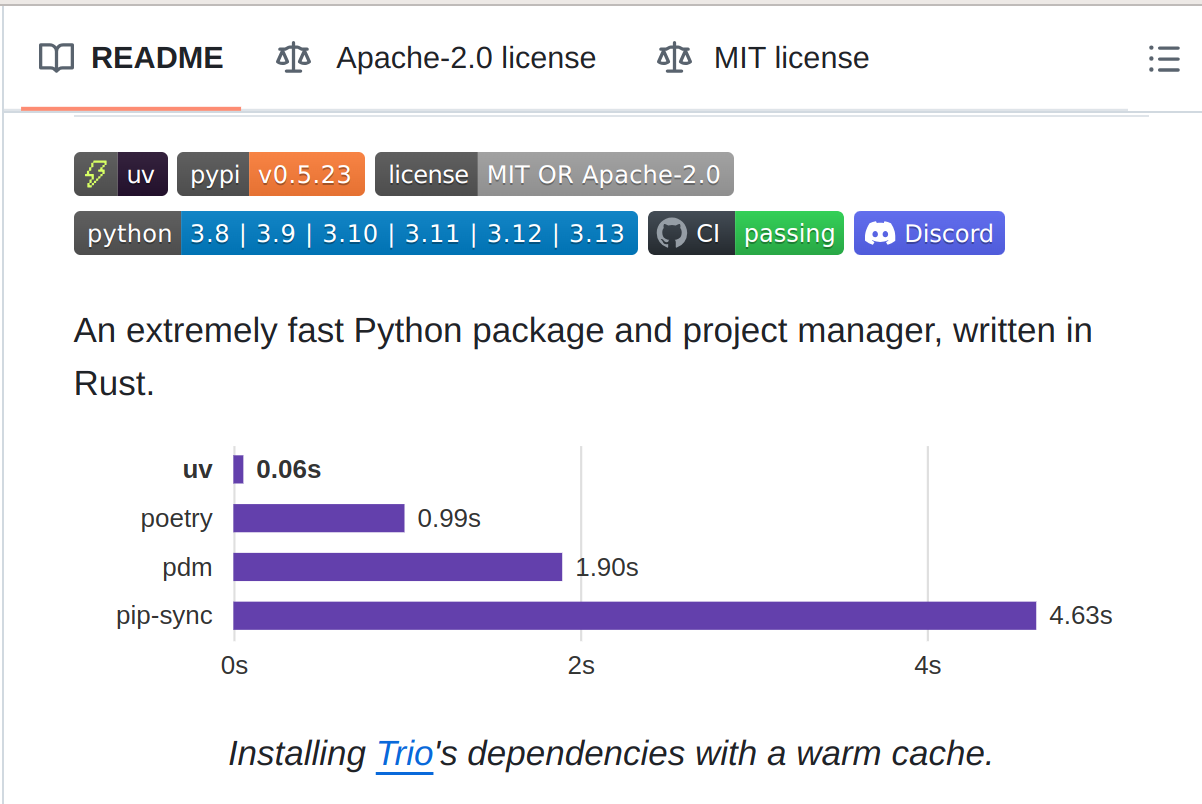 README Apache-2.0 license MIT license
uv pypi v0.5.23 license MIT OR Apache-2.0
python 3.8 | 3.9 | 3.10 | 3.11 | 3.12 | 3.13 CI passing Discord
An extremely fast Python package and project manager, written in
Rust.
uv 0.06s
poetry 0.99s
pdm 1.90s
pip-sync 4.63s
0s 2s 4s
Installing Trio's dependencies with a warm cache.